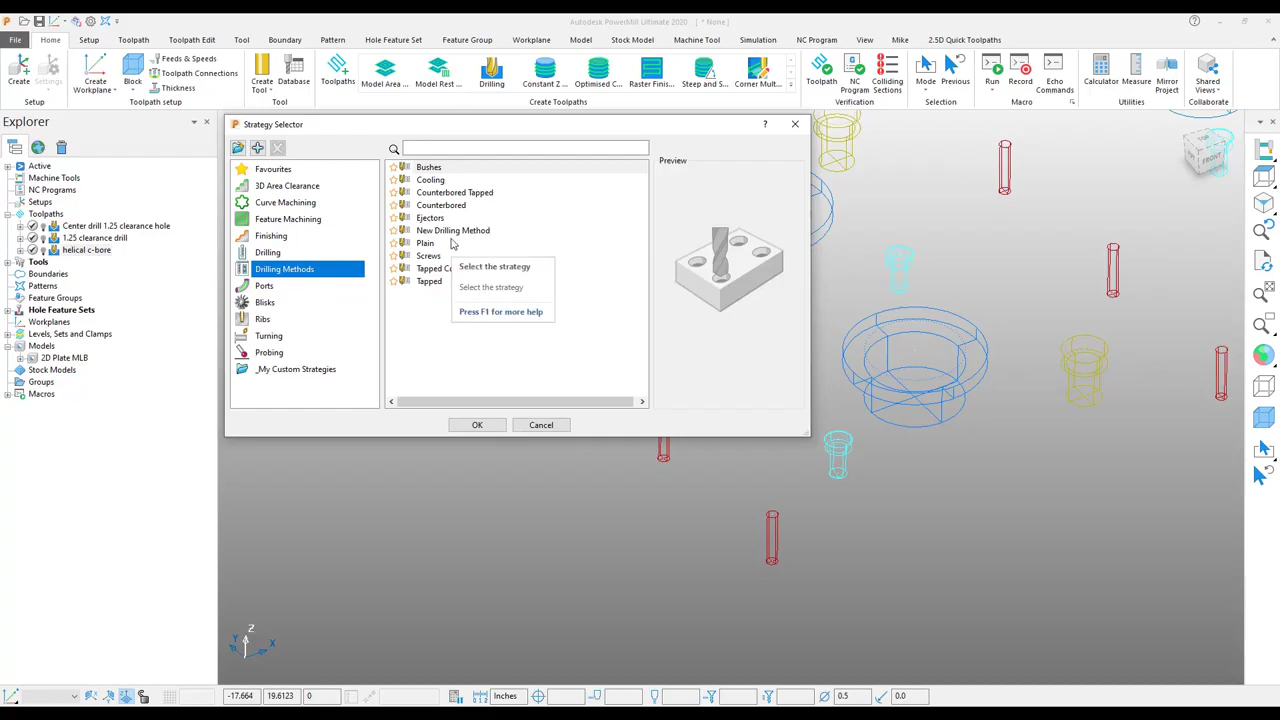 Autodesk PowerMill Ultimate 2020 [ * None ]
File Home Setup Toolpath Toolpath Edit Tool Boundary Pattern Hole Feature Set Feature Group Workplane Model Stock Model Machine Tool Simulation NC Program View Mike 2.5D Quick Toolpaths
Create
Settings
Setup
Create
Workplane
Block
Feeds & Speeds
Toolpath Connections
Thickness
Toolpath setup
Create
Tool
Database
Tool
Toolpaths
Model Area ...
Model Rest ...
Drilling
Constant Z ...
Optimised C...
Raster Finis...
Steep and S...
Corner Mult...
Create Toolpaths
Toolpath
NC
Program
Colliding
Sections
Verification
Mode
Previous
Selection
Run
Record
Echo
Commands
Macro
Calculator
Measure
Mirror
Project
Utilities
Shared
Views
Collaborate
Explorer
Active
Machine Tools
NC Programs
Setups
Toolpaths
Center drill 1.25 clearance hole
1.25 clearance drill
helical c-bore
Tools
Boundaries
Patterns
Feature Groups
Hole Feature Sets
Workplanes
Levels, Sets and Clamps
Models
2D Plate MLB
Stock Models
Groups
Macros
Strategy Selector
Favourites
3D Area Clearance
Curve Machining
Feature Machining
Finishing
Drilling
Drilling Methods
Ports
Blisks
Ribs
Turning
Probing
_My Custom Strategies
Bushes
Cooling
Counterbored Tapped
Counterbored
Ejectors
New Drilling Method
Plain
Screws
Tapped Co
Tapped
Select the strategy
Select the strategy
Press F1 for more help
Preview
OK Cancel
FRONT
Z
Y
X
-17.664 19.6123 0 Inches 0.5 0.0